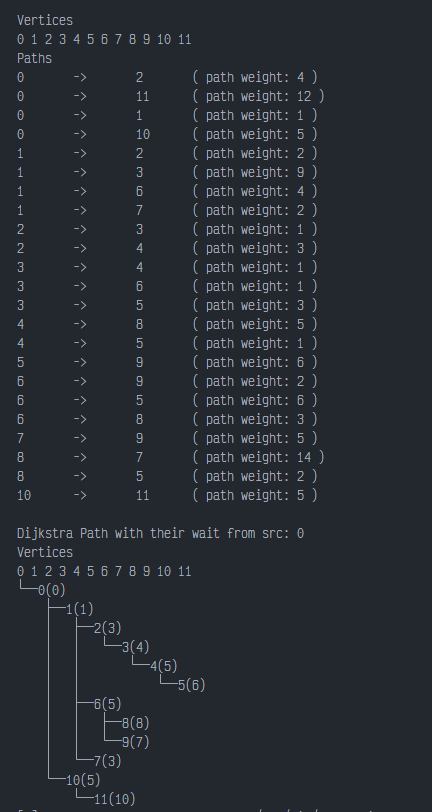 Vertices
0 1 2 3 4 5 6 7 8 9 10 11
Paths
0 -> 2 ( path weight: 4 )
0 -> 11 ( path weight: 12 )
0 -> 1 ( path weight: 1 )
0 -> 10 ( path weight: 5 )
1 -> 2 ( path weight: 2 )
1 -> 3 ( path weight: 9 )
1 -> 6 ( path weight: 4 )
1 -> 7 ( path weight: 2 )
2 -> 3 ( path weight: 1 )
2 -> 4 ( path weight: 3 )
3 -> 4 ( path weight: 1 )
3 -> 6 ( path weight: 1 )
3 -> 5 ( path weight: 3 )
4 -> 8 ( path weight: 5 )
4 -> 5 ( path weight: 1 )
5 -> 9 ( path weight: 6 )
6 -> 9 ( path weight: 2 )
6 -> 5 ( path weight: 6 )
6 -> 8 ( path weight: 3 )
7 -> 9 ( path weight: 5 )
8 -> 7 ( path weight: 14 )
8 -> 5 ( path weight: 2 )
10 -> 11 ( path weight: 5 )
Dijkstra Path with their wait from src: 0
Vertices
0 1 2 3 4 5 6 7 8 9 10 11
└──0(0)
├──1(1)
├──2(3)
└──3(4)
└──4(5)
└──5(6)
├──6(5)
├──8(8)
└──9(7)
└──7(3)
└──10(5)
└──11(10)